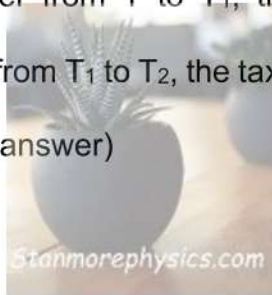 from T₁ to T₂, the tax
answer)
Stanmorephysics.com